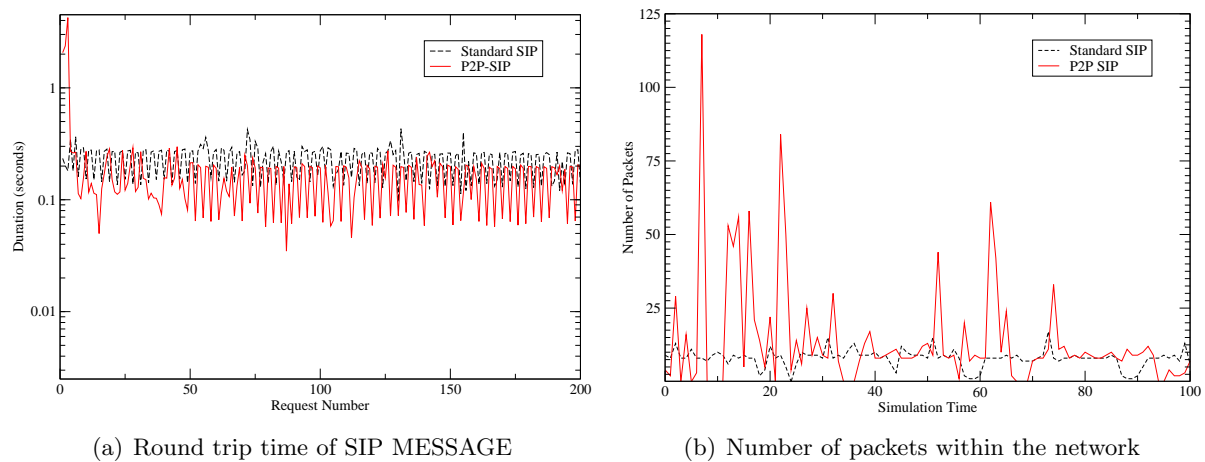 Standard SIP
P2P-SIP
1
0.1
0.01
Duration (seconds)
0
50
100
150
200
Request Number
(a) Round trip time of SIP MESSAGE
Standard SIP
P2P SIP
125
100
75
50
25
Number of Packets
0
20
40
60
80
100
Simulation Time
(b) Number of packets within the network